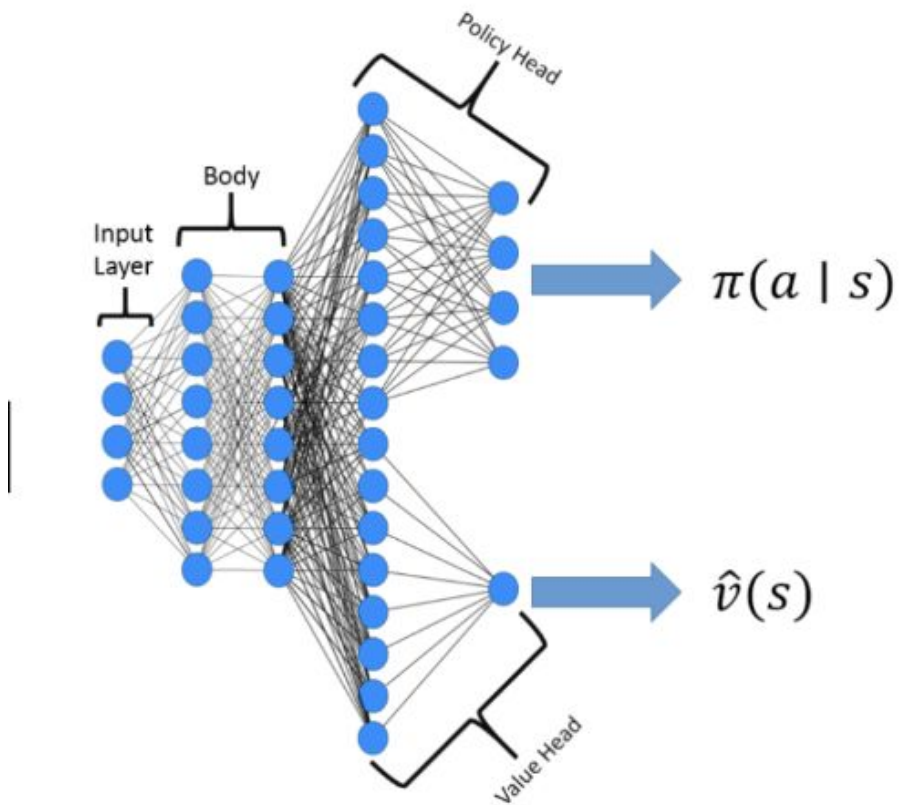 Policy Head
Body
Input
Layer
π(a | s)
v̂(s)
Value Head